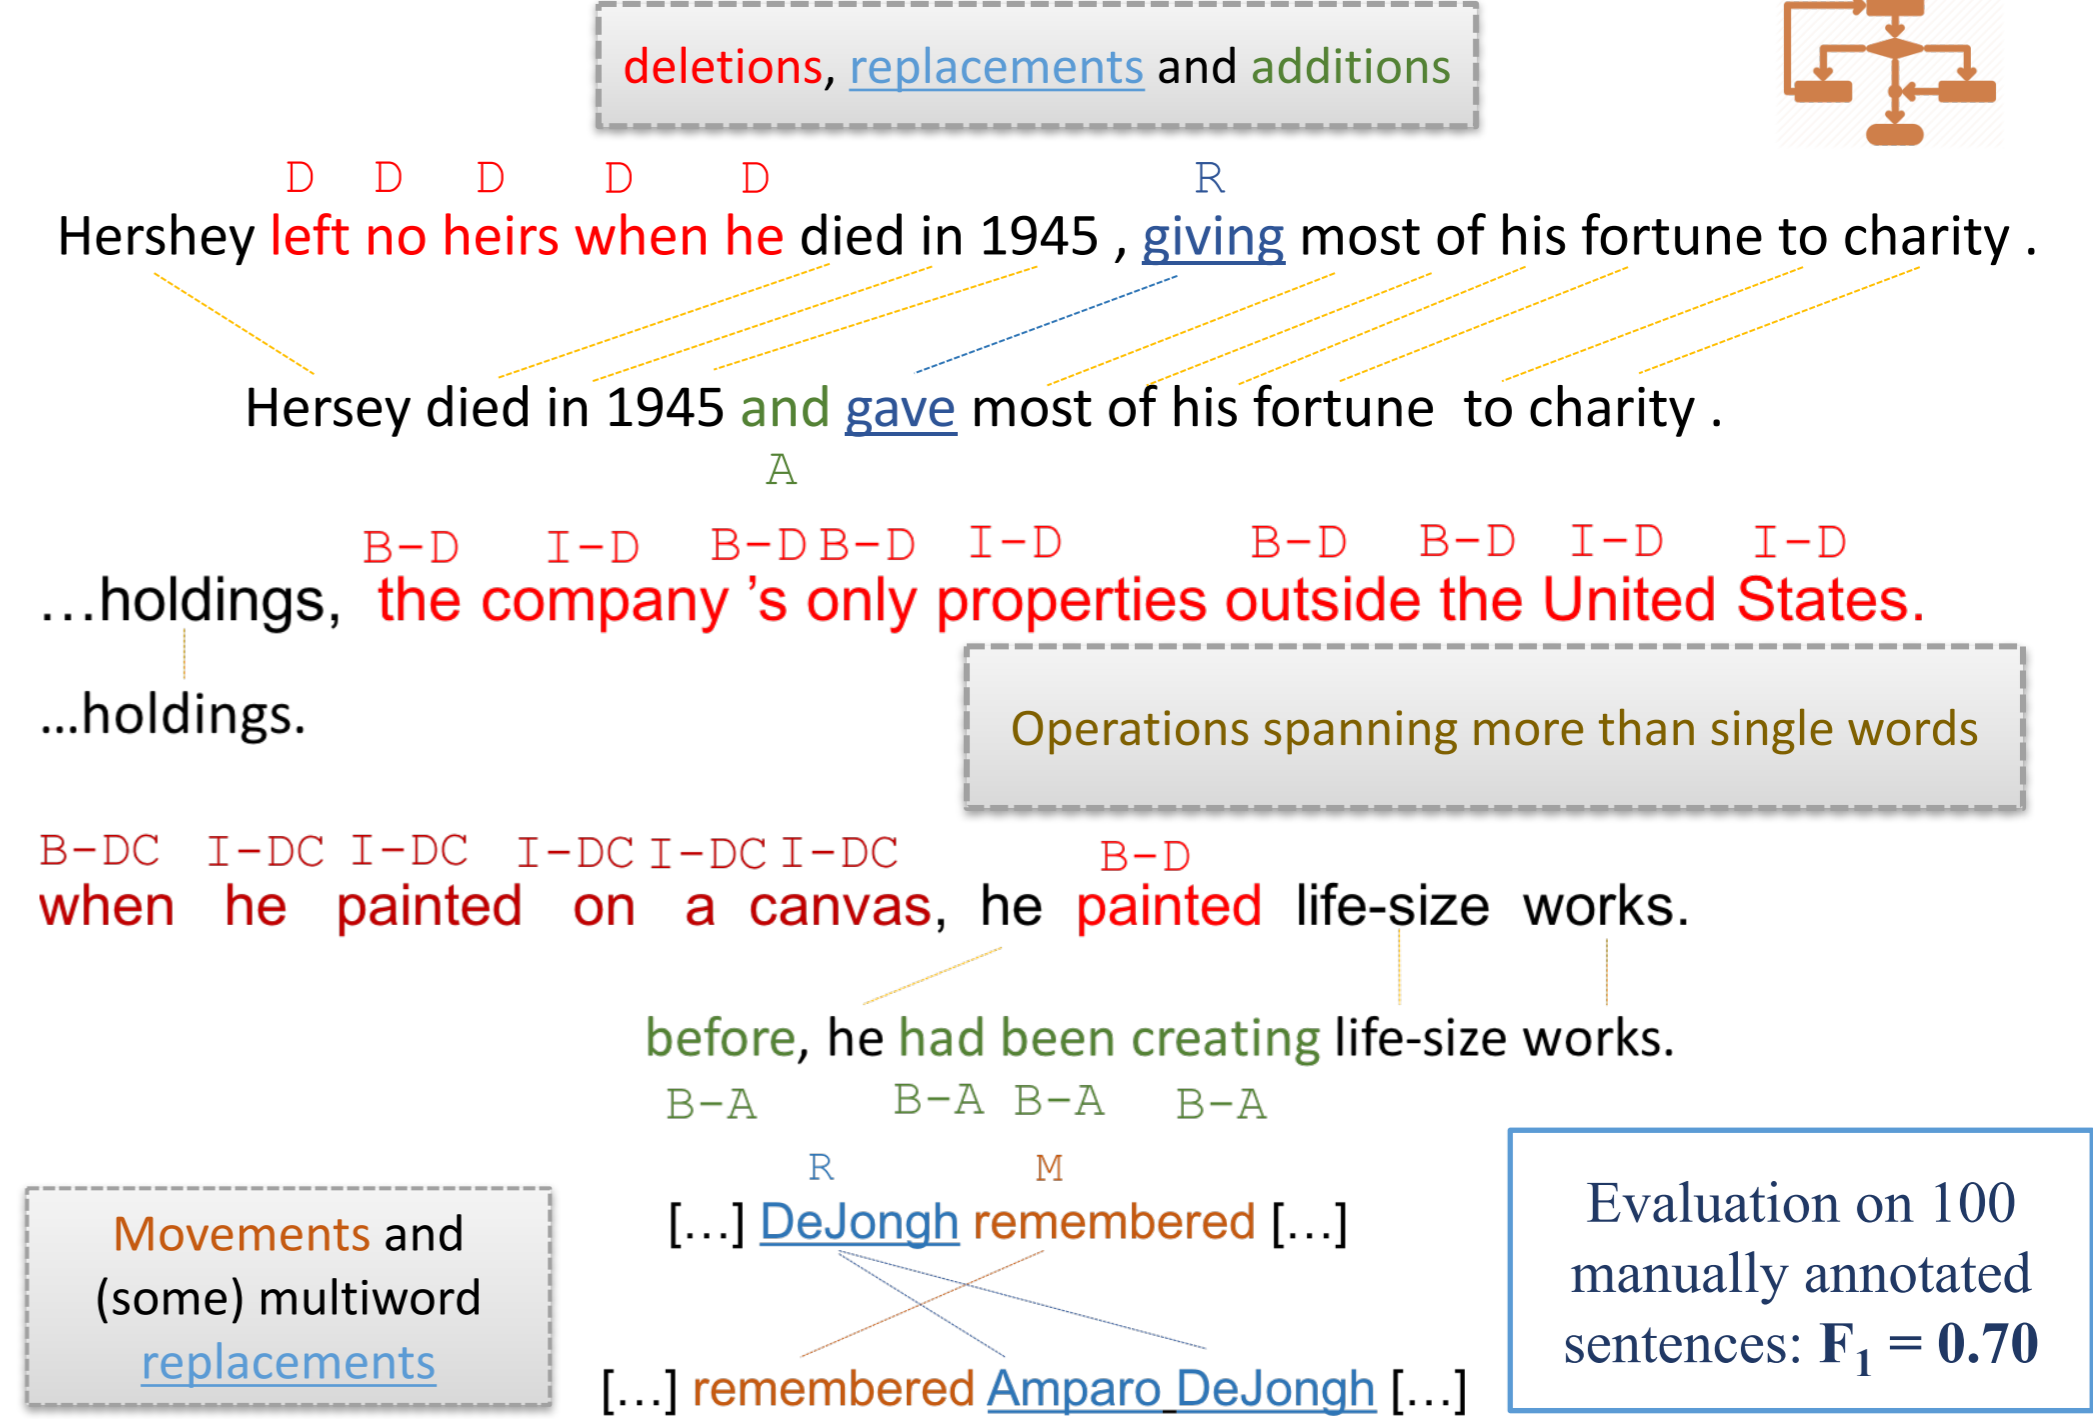 deletions, replacements and additions
D D D D D R
Hershey left no heirs when he died in 1945 , giving most of his fortune to charity .
Hersey died in 1945 and gave most of his fortune to charity .
A
B-D I-D B-D B-D I-D B-D B-D I-D I-D
...holdings, the company 's only properties outside the United States.
...holdings.
Operations spanning more than single words
B-DC I-DC I-DC I-DC I-DC I-DC B-D
when he painted on a canvas, he painted life-size works.
before, he had been creating life-size works.
B-A B-A B-A B-A
R M
[...] DeJongh remembered [...]
[...] remembered Amparo DeJongh [...]
Movements and
(some) multiword
replacements
Evaluation on 100
manually annotated
sentences: F1 = 0.70